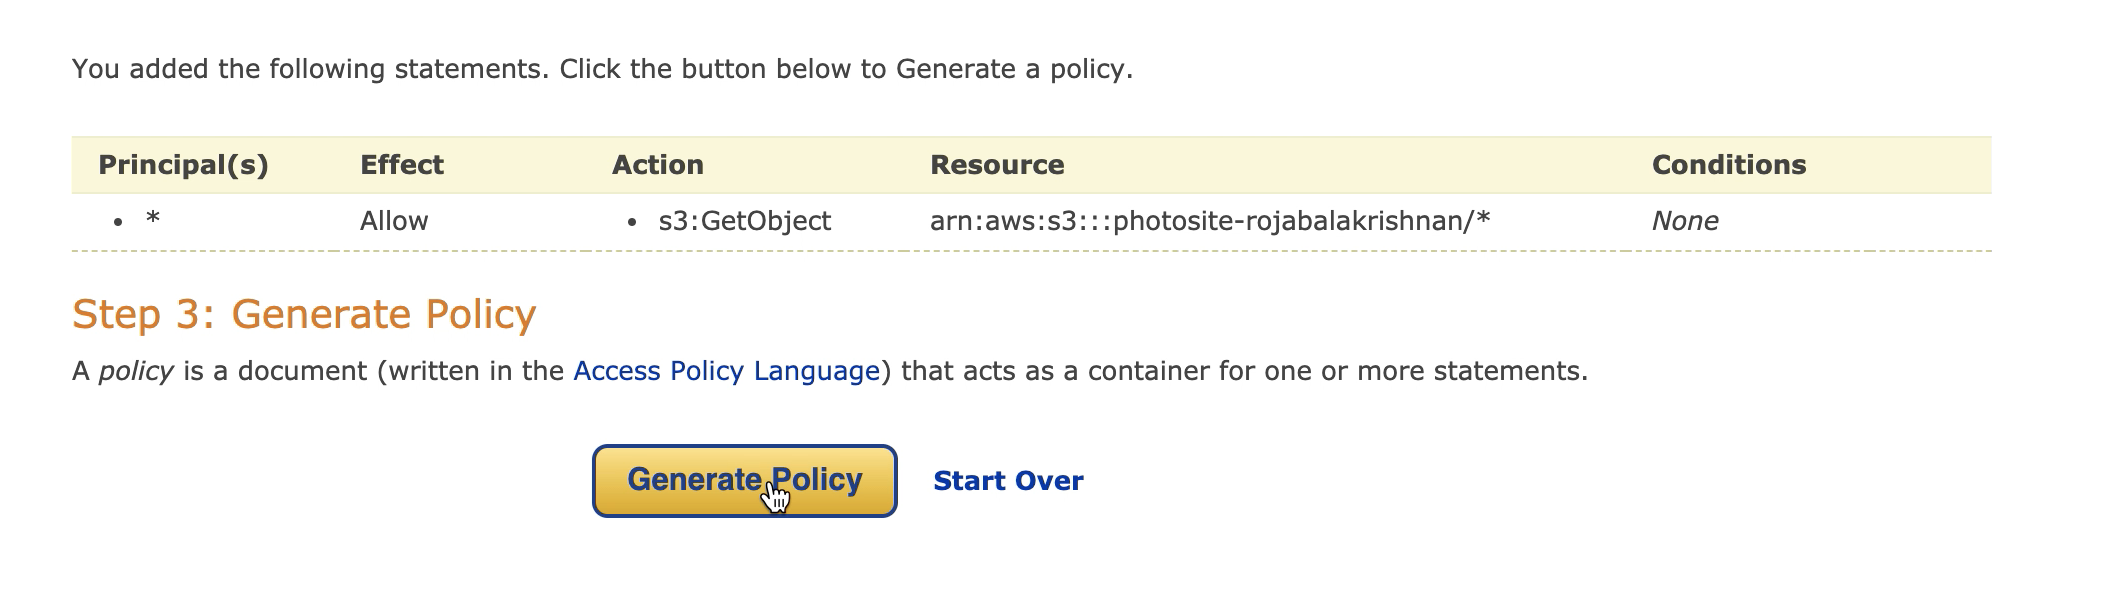 You added the following statements. Click the button below to Generate a policy.
Principal(s) Effect Action Resource Conditions
• * Allow • s3:GetObject arn:aws:s3:::photosite-rojabalakrishnan/* None
Step 3: Generate Policy
A policy is a document (written in the Access Policy Language) that acts as a container for one or more statements.
Generate Policy Start Over